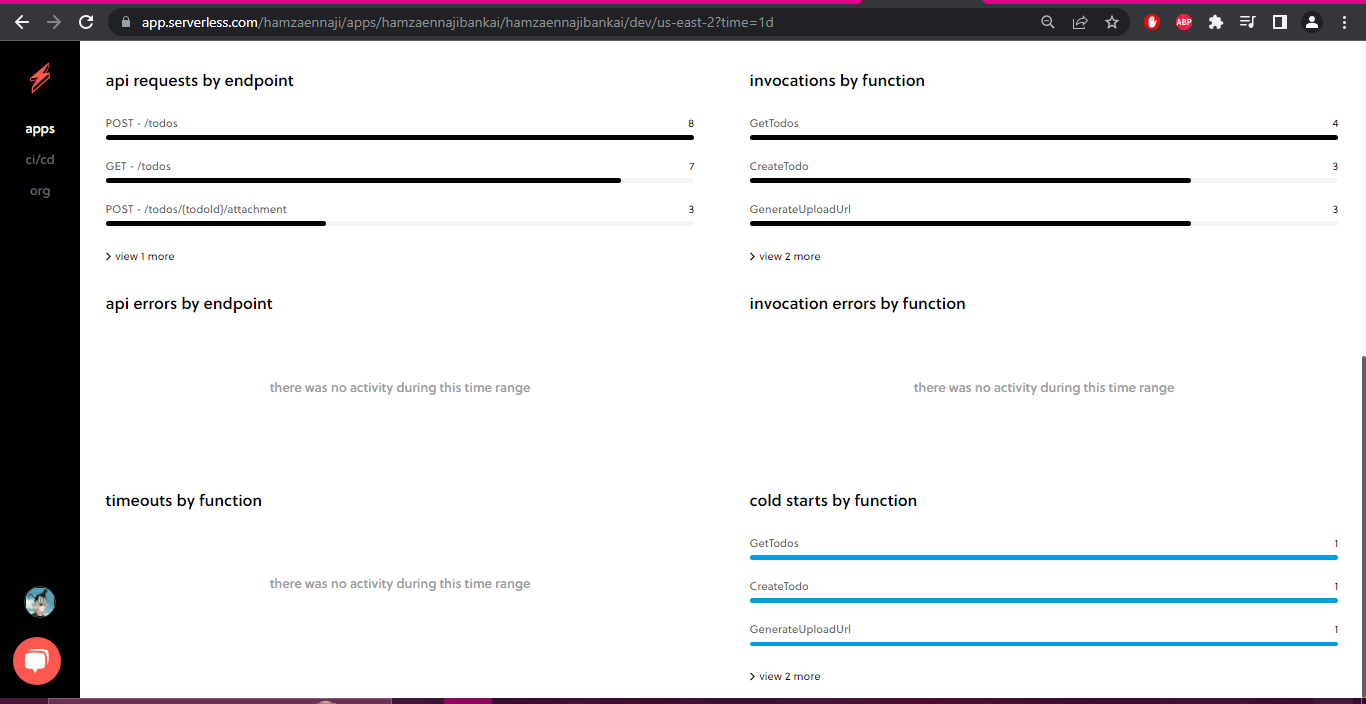 app.serverless.com/hamzaennaji/apps/hamzaennajibankai/hamzaennajibankai/dev/us-east-2?time=1d
ABP
apps
ci/cd
org
api requests by endpoint
POST - /todos 8
GET - /todos 7
POST - /todos/{todoId}/attachment 3
view 1 more
invocations by function
GetTodos 4
CreateTodo 3
GenerateUploadUrl 3
view 2 more
api errors by endpoint
there was no activity during this time range
invocation errors by function
there was no activity during this time range
timeouts by function
there was no activity during this time range
cold starts by function
GetTodos 1
CreateTodo 1
GenerateUploadUrl 1
view 2 more